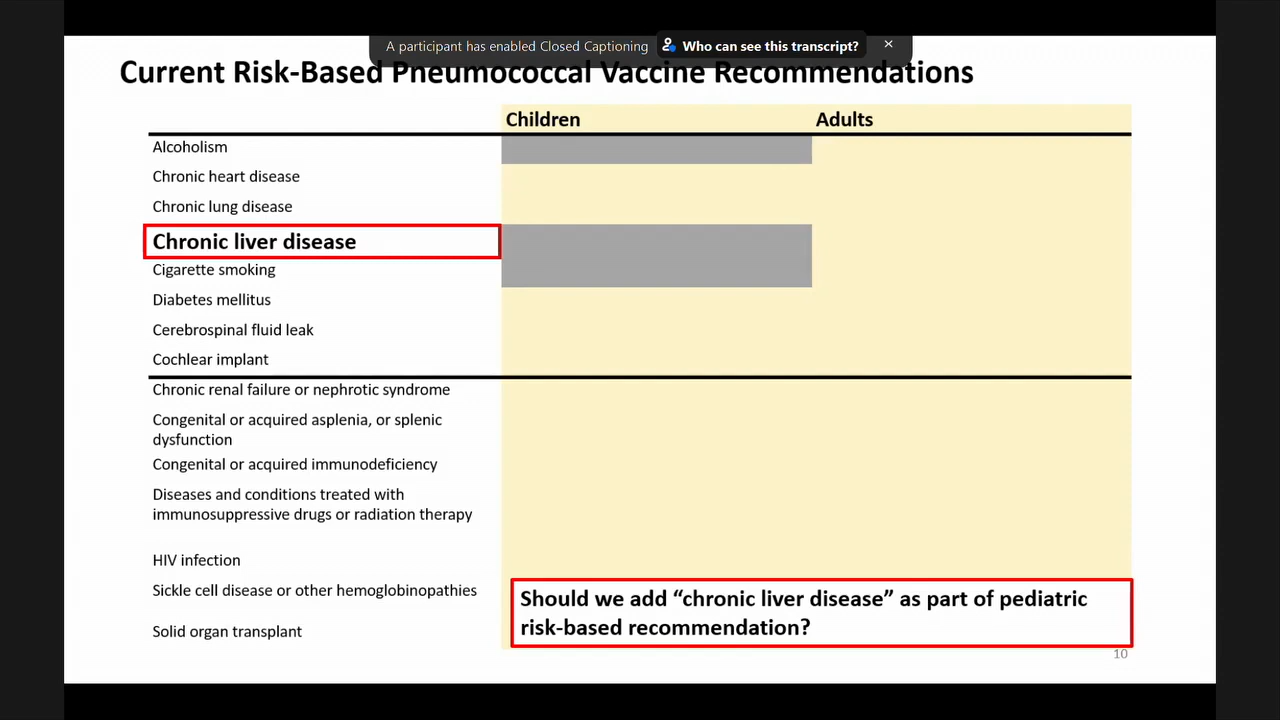 A participant has enabled Closed Captioning Who can see this transcript? ×
Current Risk-Based Pneumococcal Vaccine Recommendations
Children Adults
Alcoholism
Chronic heart disease
Chronic lung disease
Chronic liver disease
Cigarette smoking
Diabetes mellitus
Cerebrospinal fluid leak
Cochlear implant
Chronic renal failure or nephrotic syndrome
Congenital or acquired asplenia, or splenic
dysfunction
Congenital or acquired immunodeficiency
Diseases and conditions treated with
immunosuppressive drugs or radiation therapy
HIV infection
Sickle cell disease or other hemoglobinopathies
Solid organ transplant
Should we add “chronic liver disease” as part of pediatric
risk-based recommendation?
10